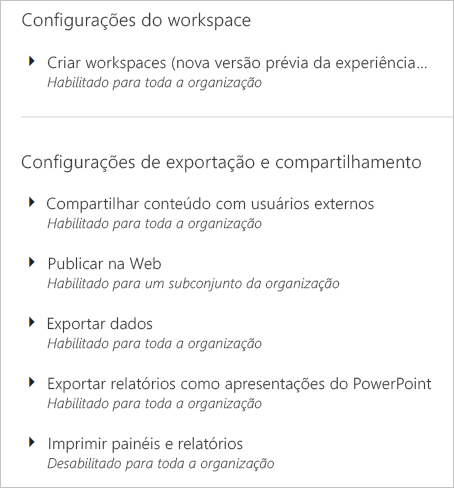 Configurações do workspace
Criar workspaces (nova versão prévia da experiência...
Habilitado para toda a organização
Configurações de exportação e compartilhamento
Compartilhar conteúdo com usuários externos
Habilitado para toda a organização
Publicar na Web
Habilitado para um subconjunto da organização
Exportar dados
Habilitado para toda a organização
Exportar relatórios como apresentações do PowerPoint
Habilitado para toda a organização
Imprimir painéis e relatórios
Desabilitado para toda a organização